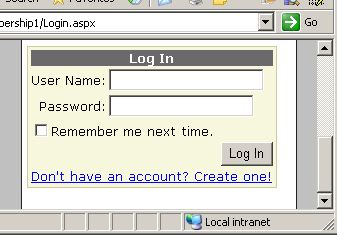 Search
Favorites
bership1/Login.aspx
Go
Log In
User Name:
Password:
Remember me next time.
Log In
Don't have an account? Create one!
Local intranet